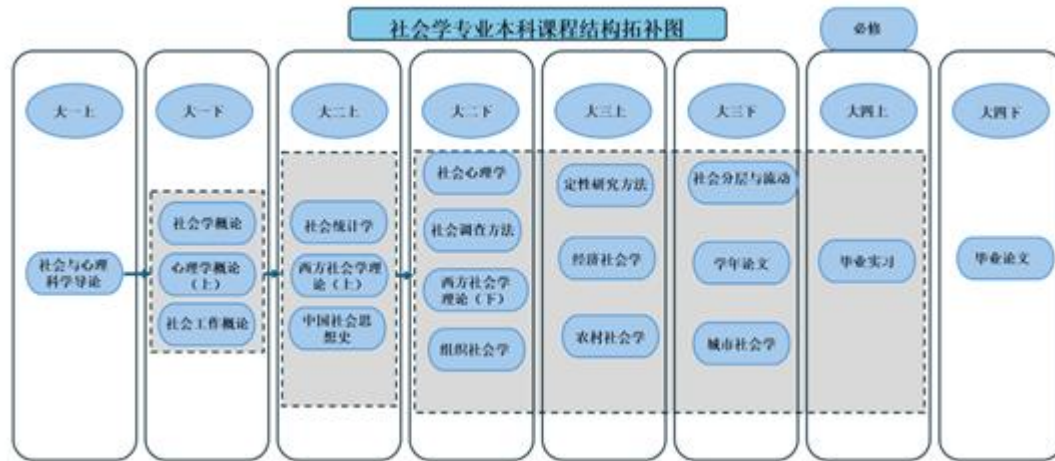 社会学专业本科课程结构拓补图
必修
大一上
大一下
大二上
大二下
大三上
大三下
大四上
大四下
社会与心理
科学导论
社会学概论
心理学概论
（上）
社会工作概论
社会统计学
西方社会学理
论（上）
中国社会思
想史
社会心理学
社会调查方法
西方社会学
理论（下）
组织社会学
定性研究方法
经济社会学
农村社会学
社会分层与流动
学年论文
城市社会学
毕业实习
毕业论文